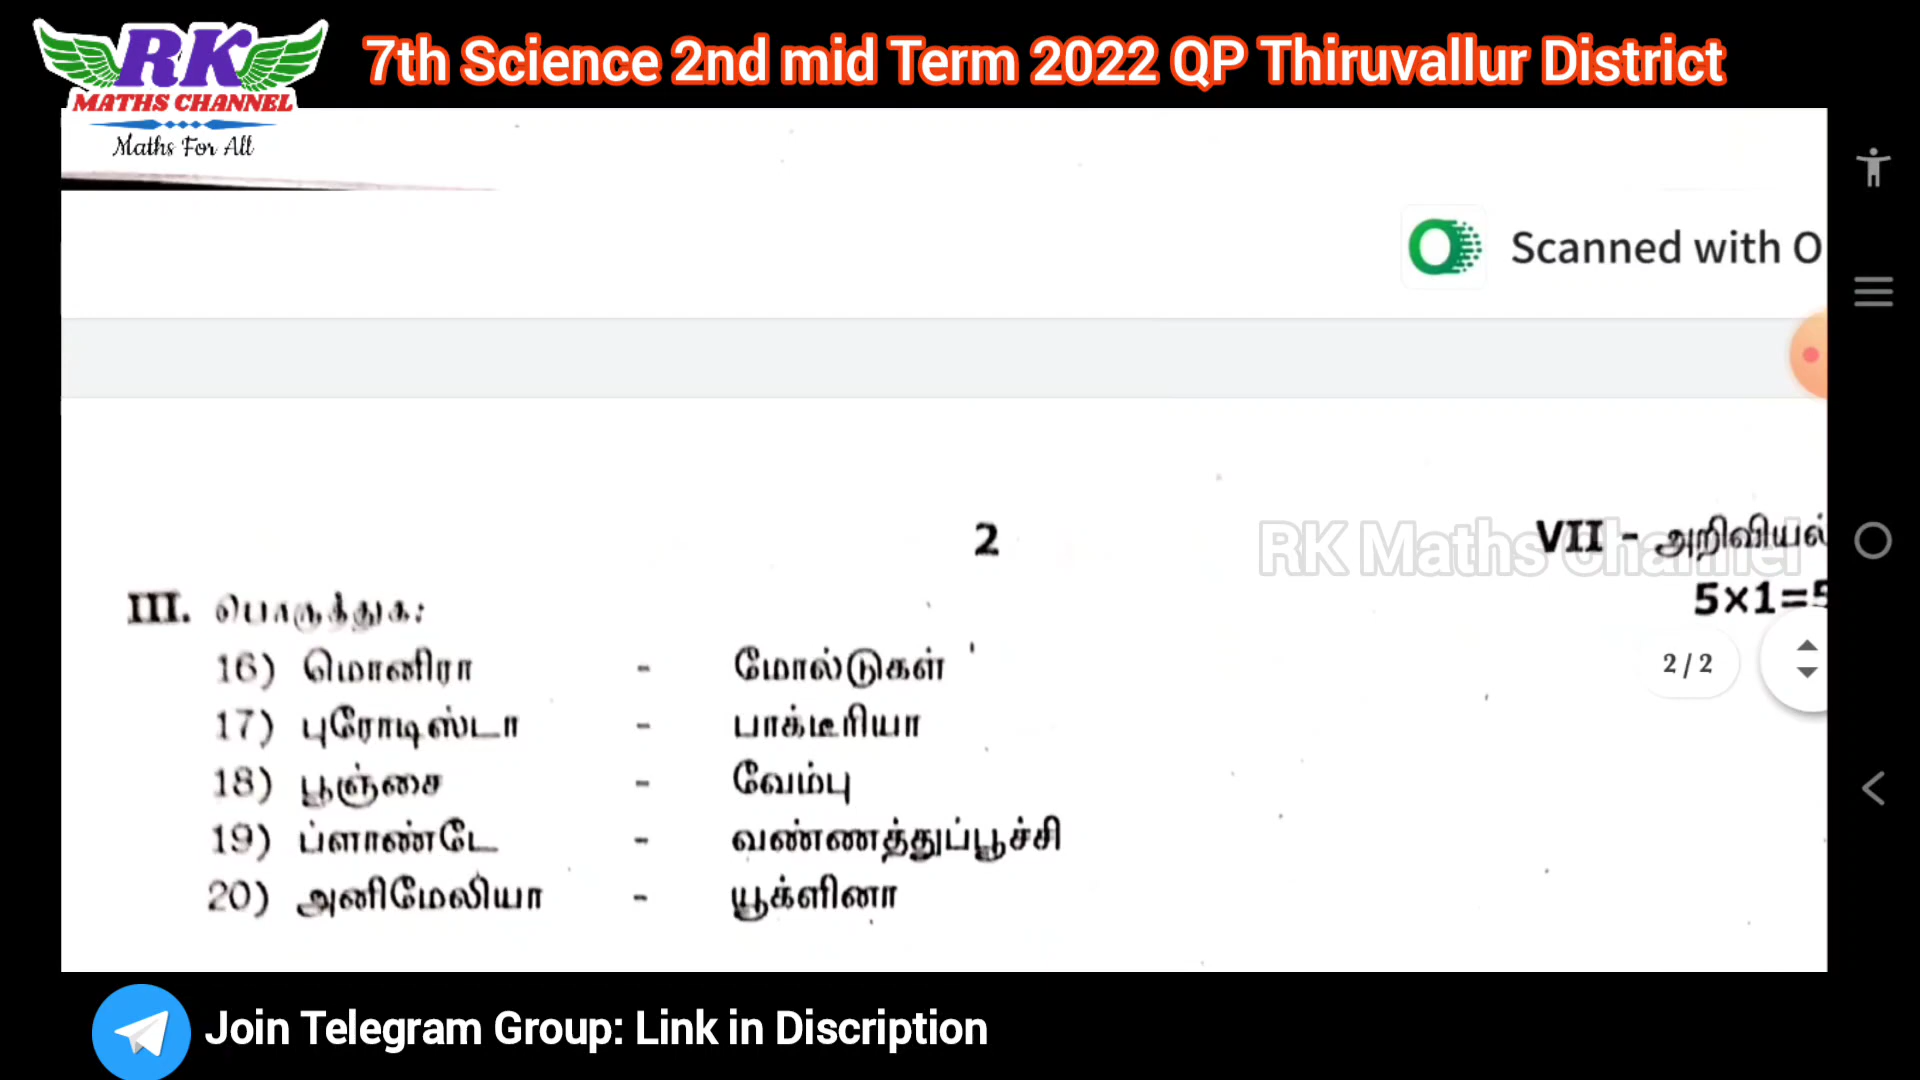 RK
MATHS CHANNEL
Maths For All
7th Science 2nd mid Term 2022 QP Thiruvallur District
Scanned with O
2
RK Maths Channel
VII - அறிவியல்
5×1=5
III. பொருத்துக:
2 / 2
16) மொனிரா - மோல்டுகள்
17) புரோடிஸ்டா - பாக்டீரியா
18) பூஞ்சை - வேம்பு
19) ப்ளாண்டே - வண்ணத்துப்பூச்சி
20) அனிமேலியா - யூக்ளினா
Join Telegram Group: Link in Discription